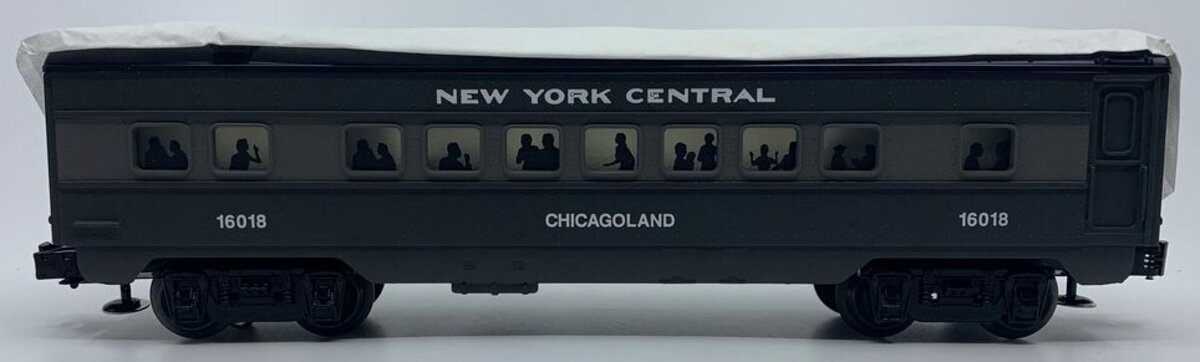 NEW YORK CENTRAL
16018 CHICAGOLAND 16018